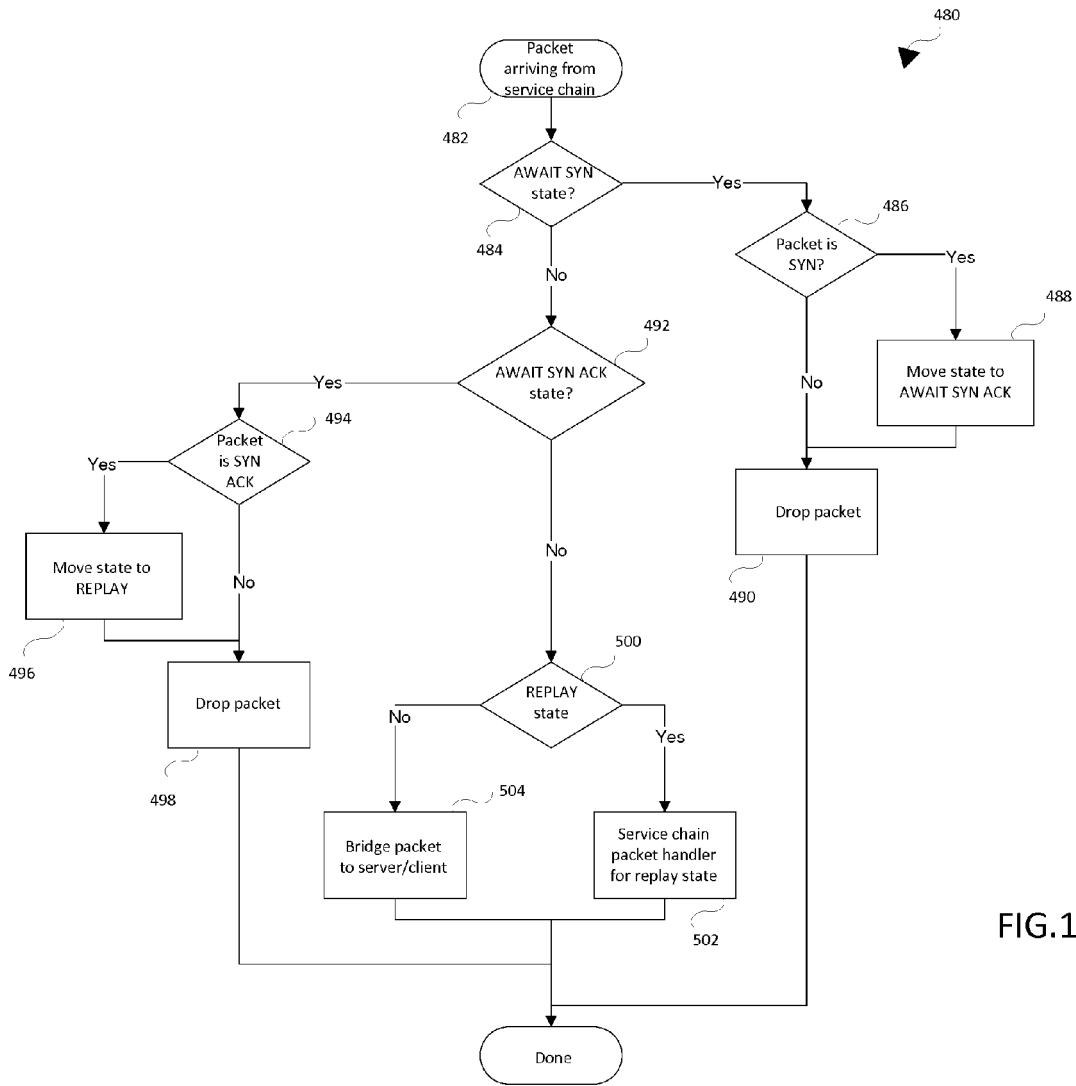 480
Packet
arriving from
service chain
482
AWAIT SYN
state?
Yes
484
486
Packet is
SYN?
Yes
No
488
492
Move state to
AWAIT SYN ACK
AWAIT SYN ACK
state?
Yes
No
494
Packet
is SYN
ACK
Yes
Drop packet
No
Move state to
REPLAY
No
490
496
500
Drop packet
REPLAY
state
No
Yes
498
504
Bridge packet
to server/client
Service chain
packet handler
for replay state
502
FIG.1
Done